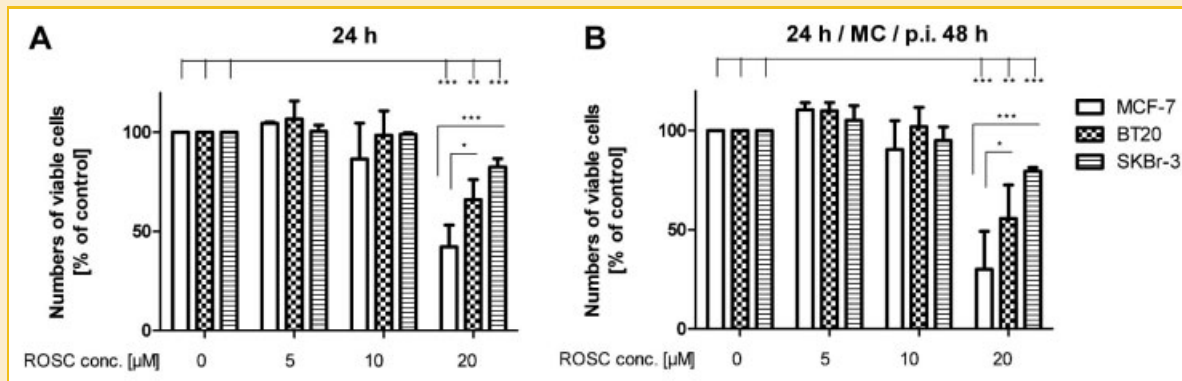 A
24 h
*** ** ***
***
*
100
50
0
Numbers of viable cells
[% of control]
ROSC conc. [μM]
0 5 10 20
B
24 h / MC / p.i. 48 h
*** ** ***
***
*
100
50
0
Numbers of viable cells
[% of control]
ROSC conc. [μM]
0 5 10 20
MCF-7
BT20
SKBr-3